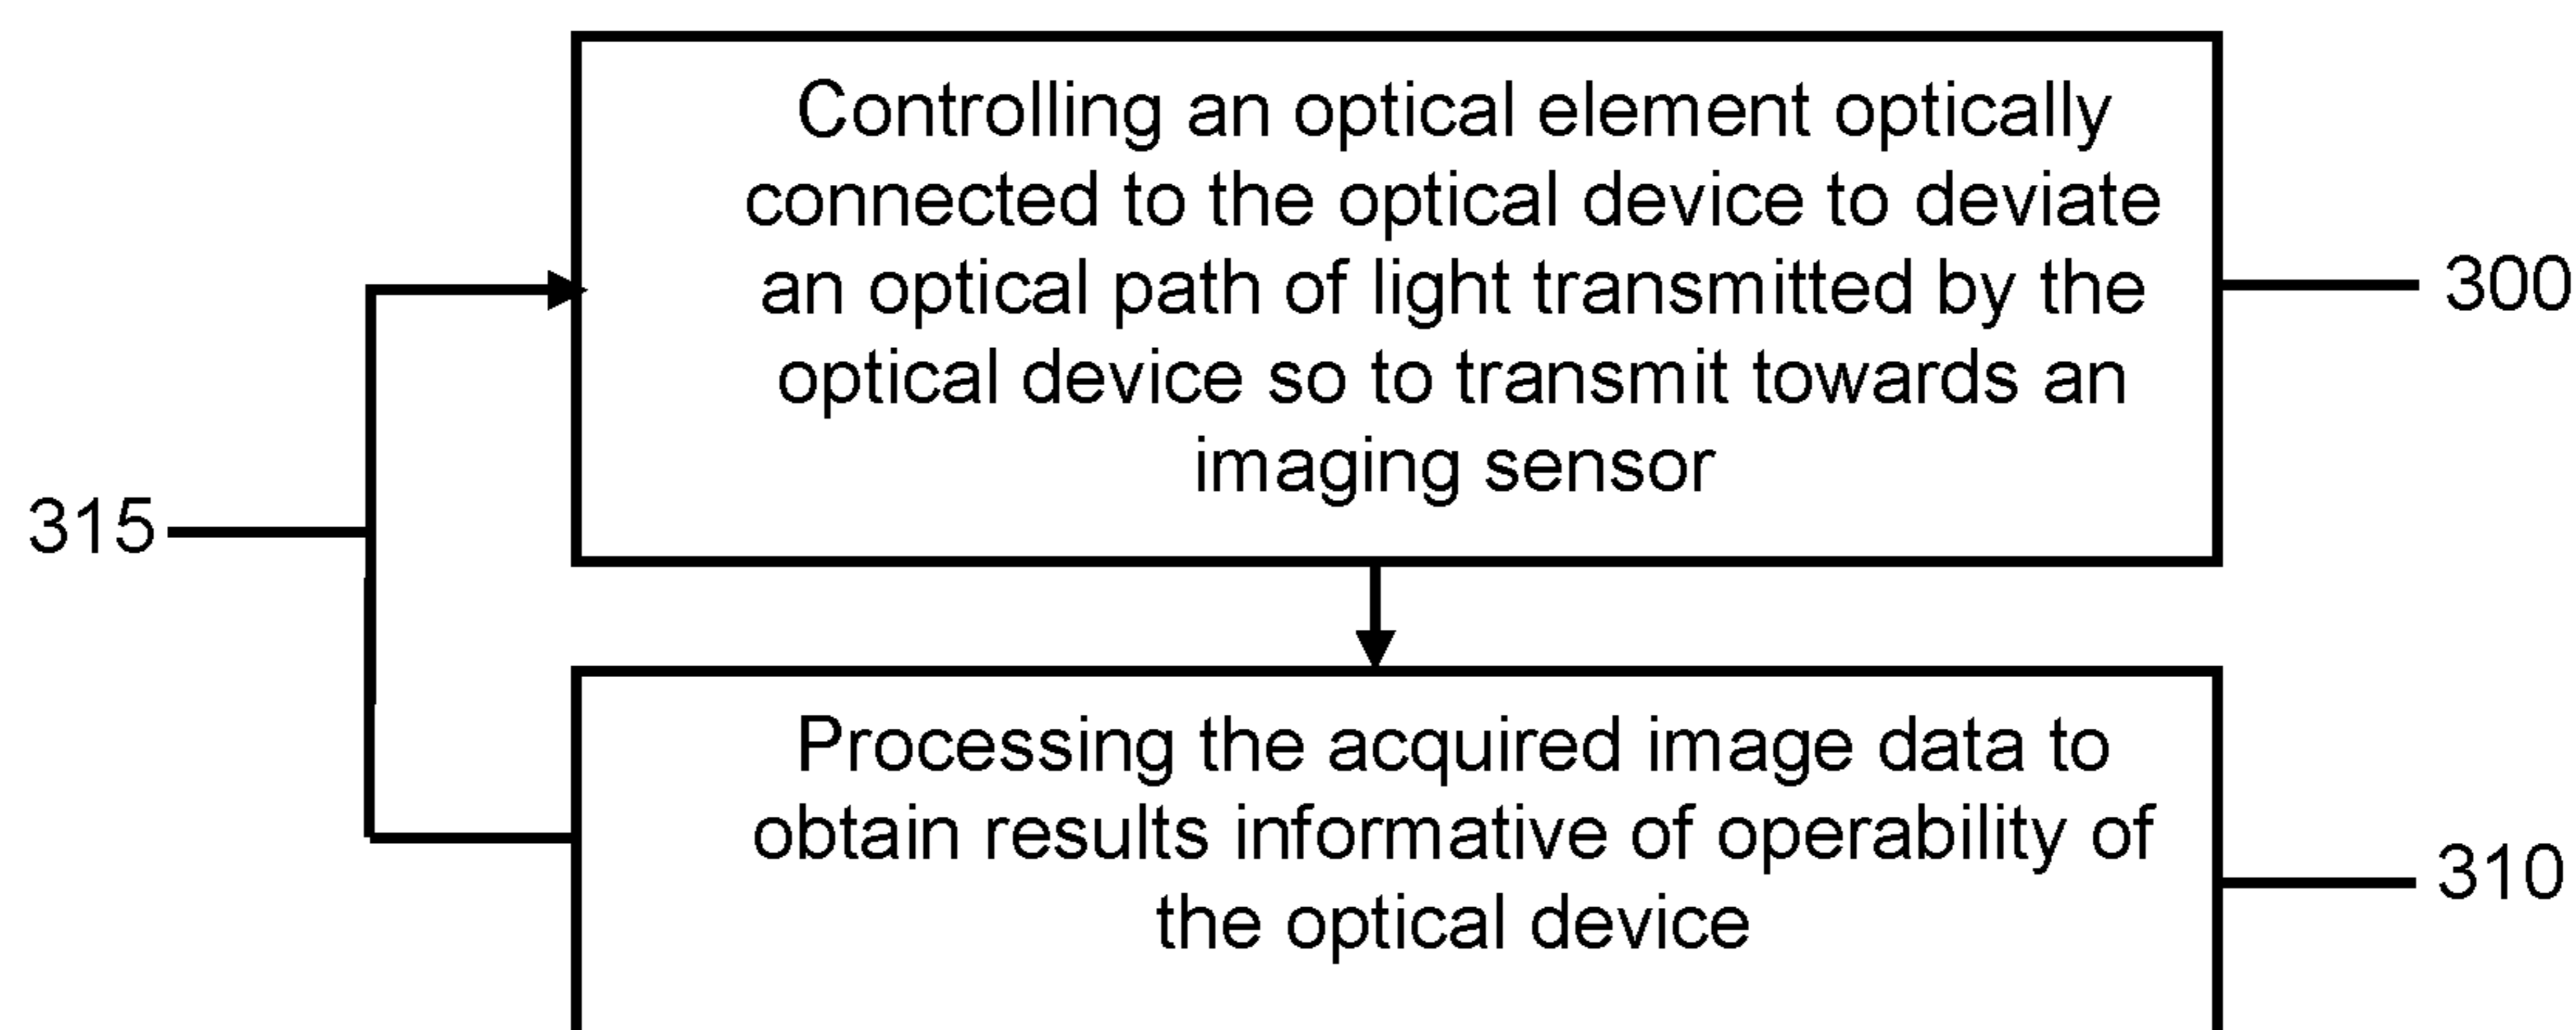 Controlling an optical element optically
connected to the optical device to deviate
an optical path of light transmitted by the
optical device so to transmit towards an
imaging sensor
300
315
Processing the acquired image data to
obtain results informative of operability of
the optical device
310